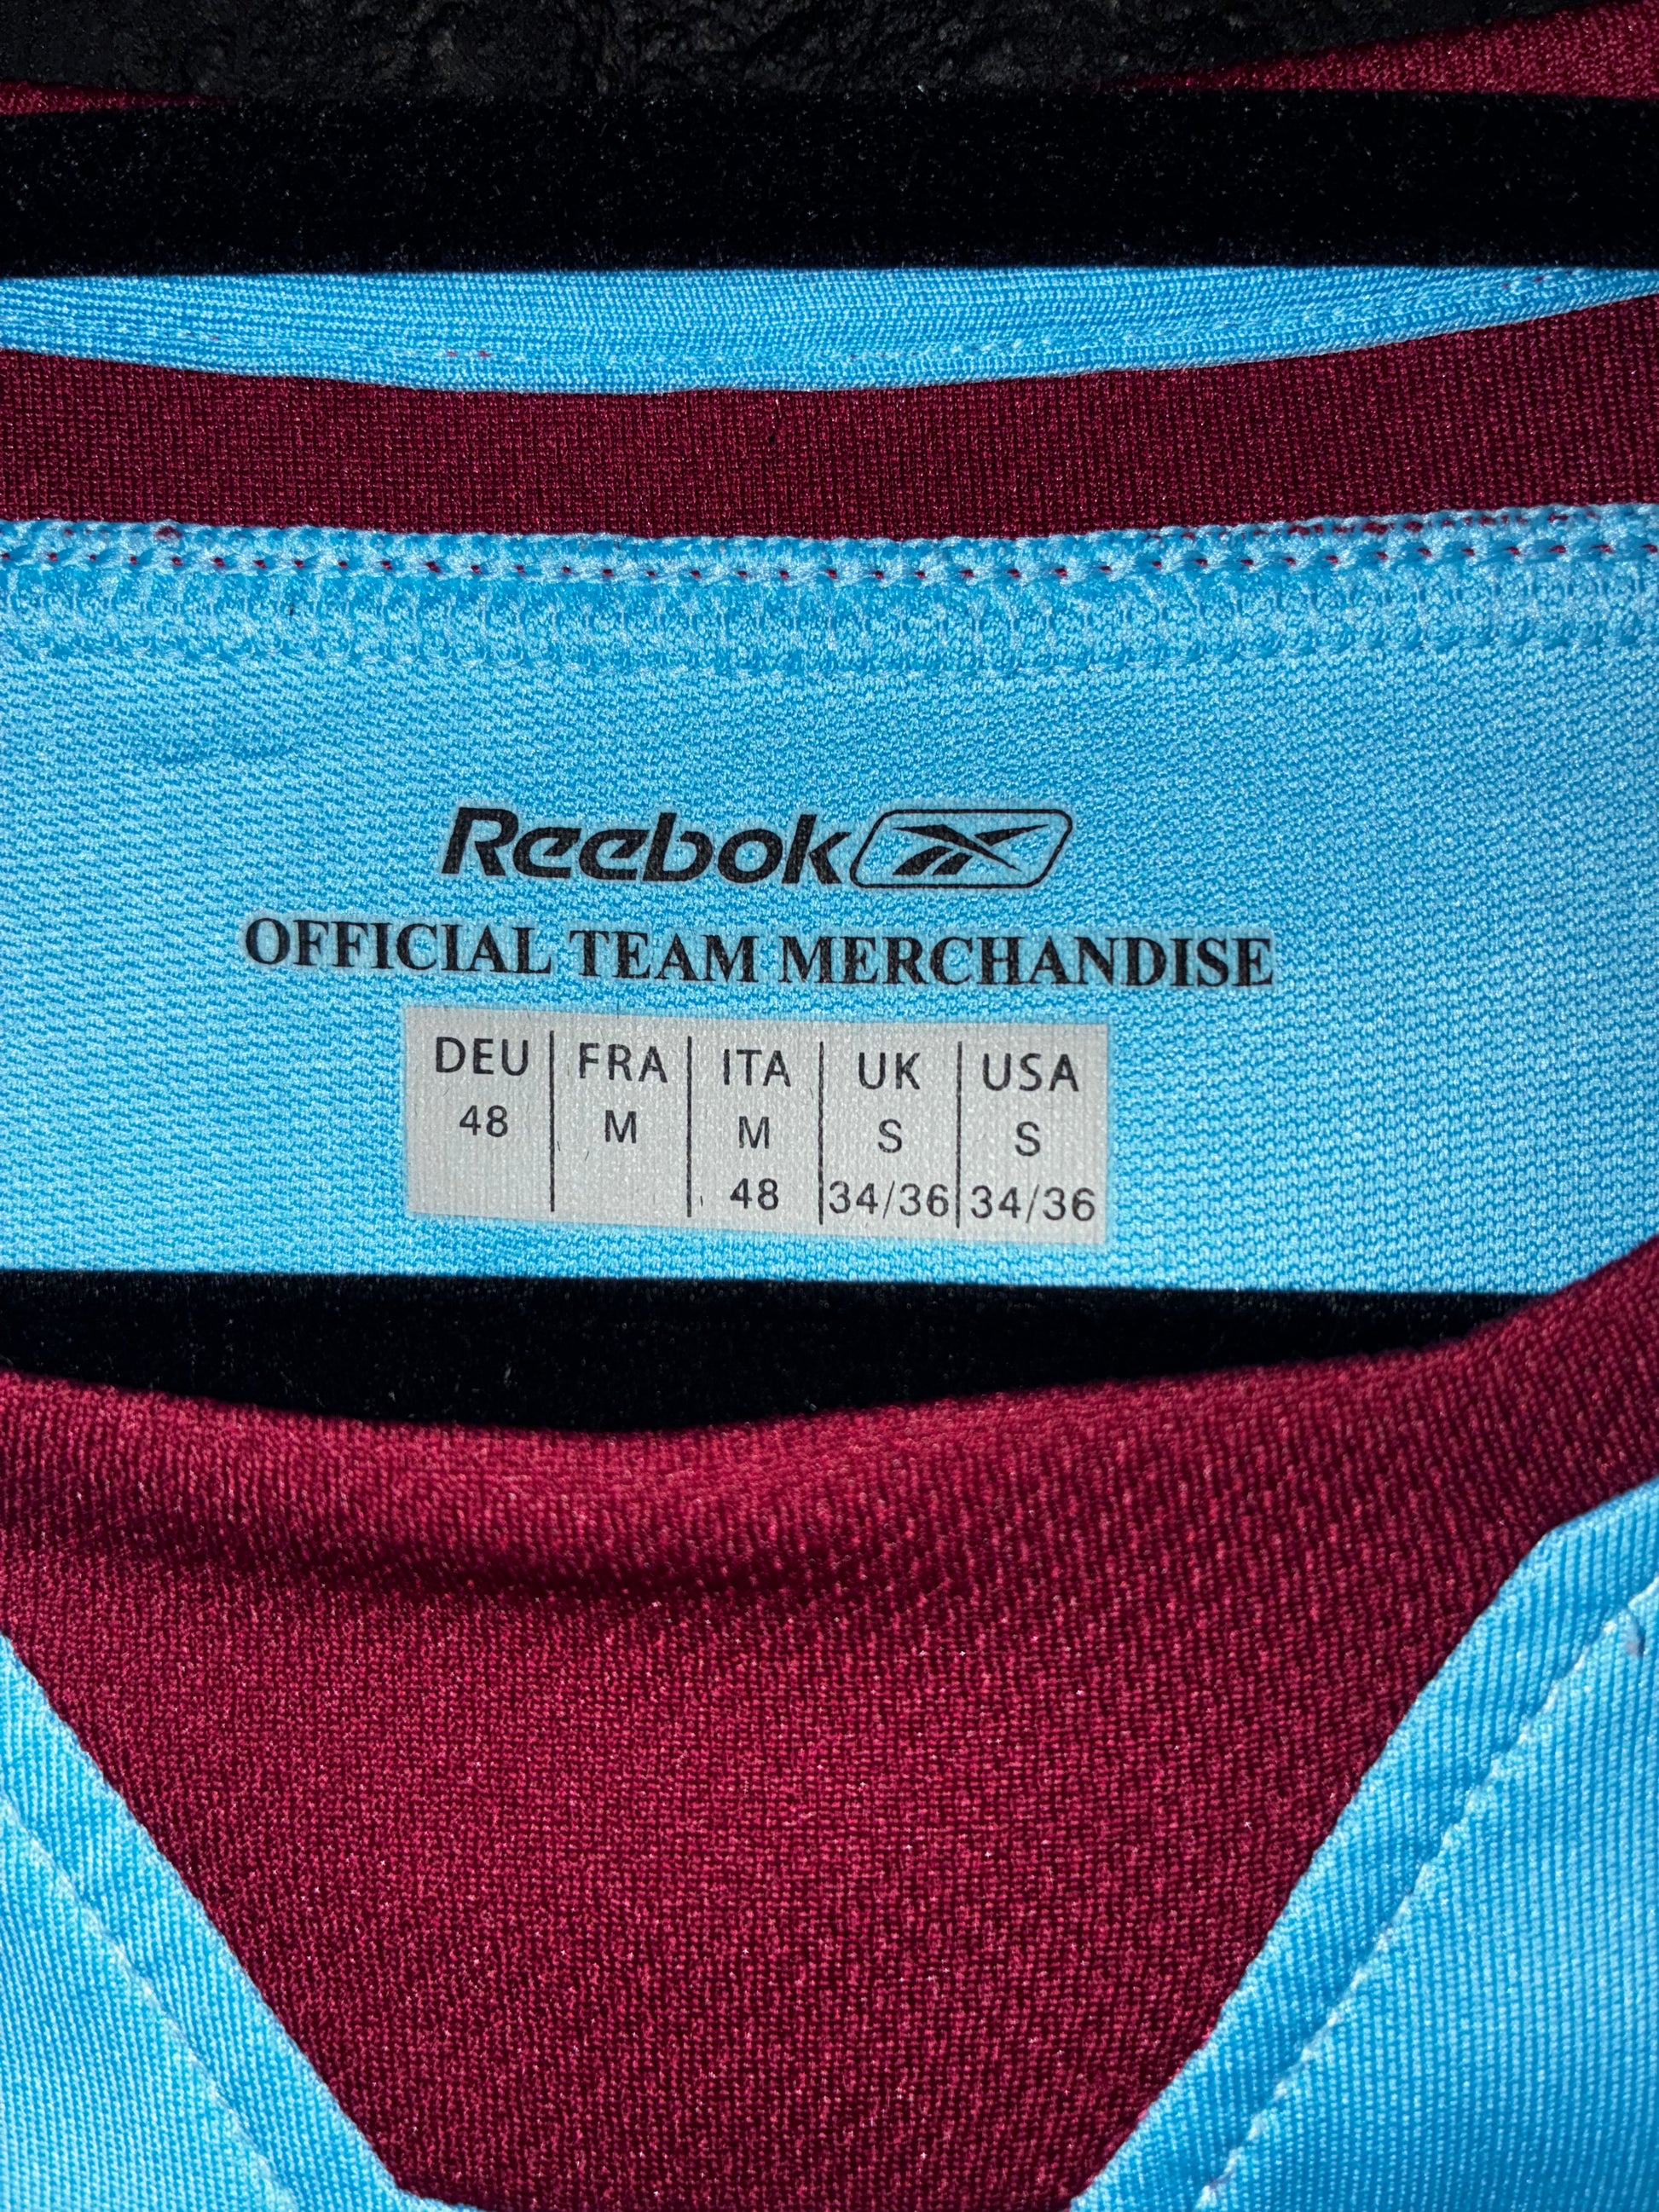 Reebok
OFFICIAL TEAM MERCHANDISE
DEU FRA ITA UK USA
48 M M S S
48 34/36 34/36